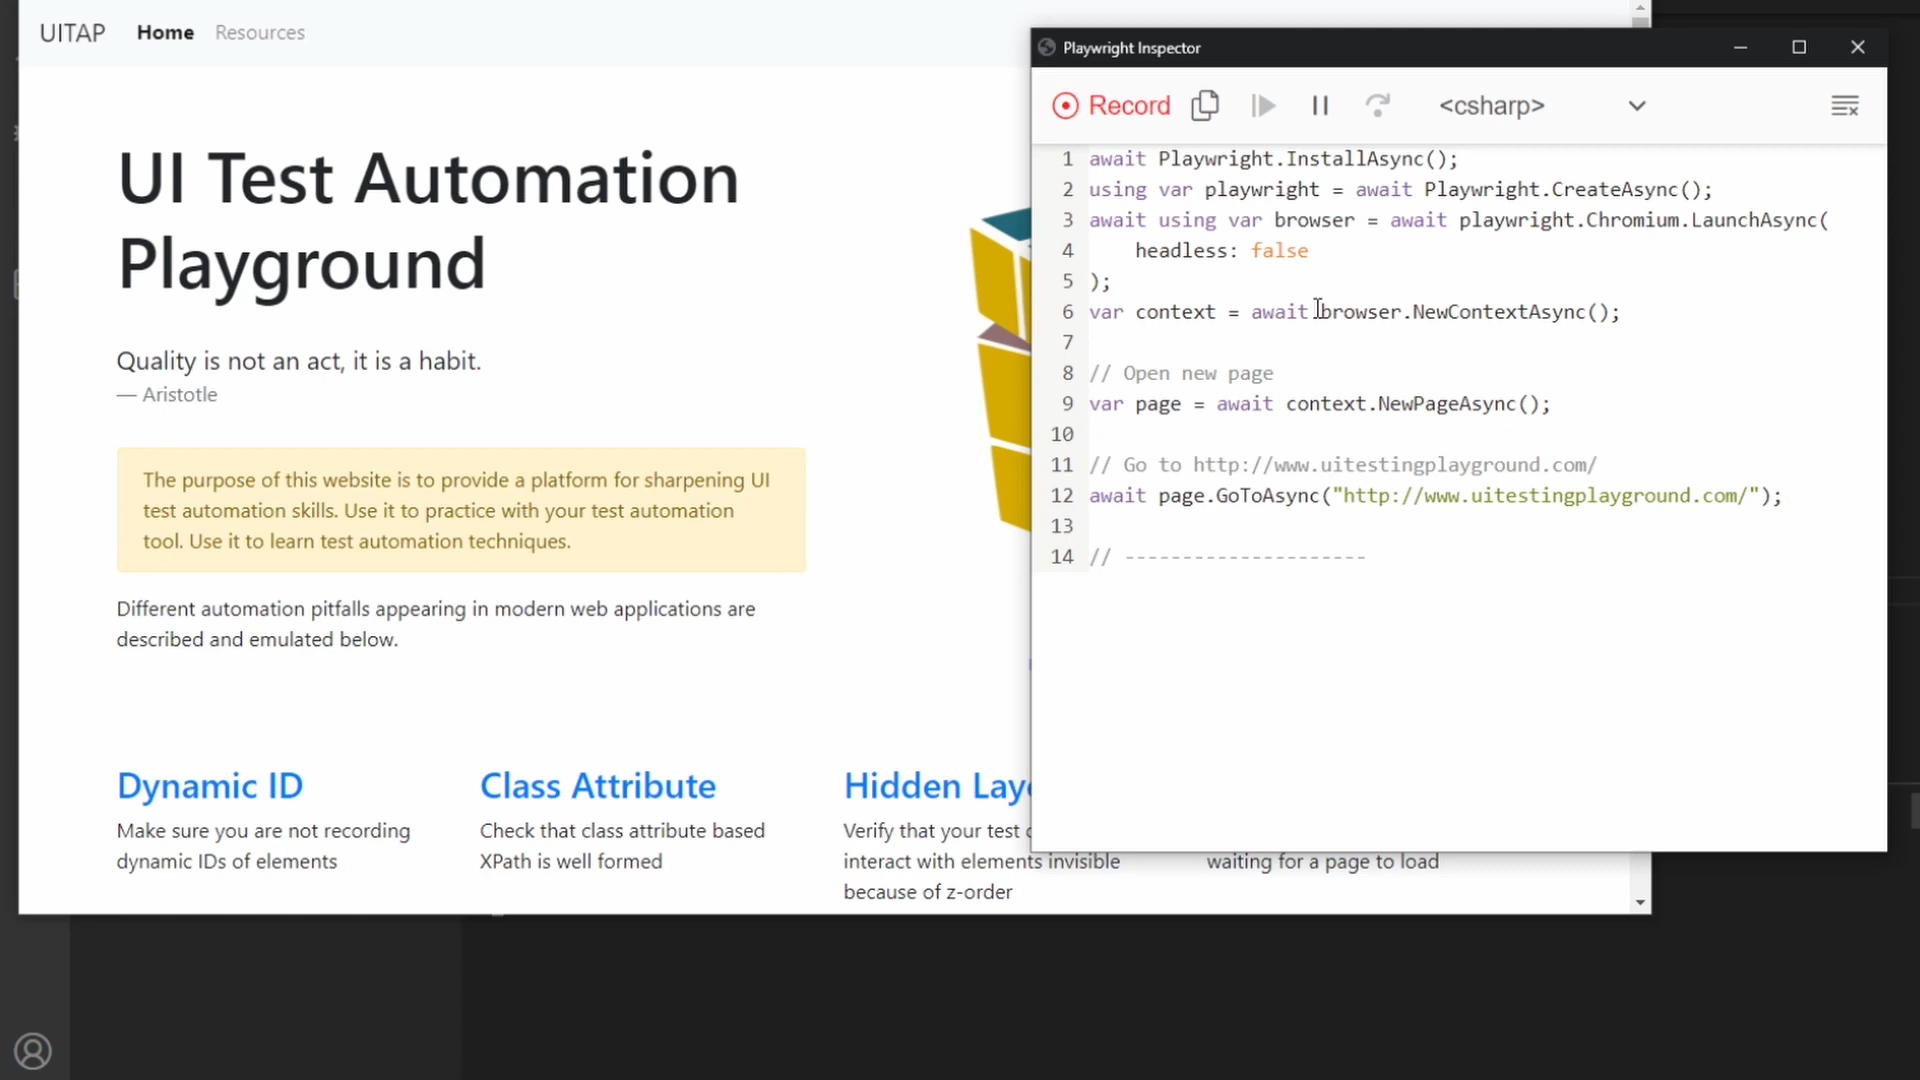 UITAP Home Resources
UI Test Automation
Playground
Quality is not an act, it is a habit.
— Aristotle
The purpose of this website is to provide a platform for sharpening UI
test automation skills. Use it to practice with your test automation
tool. Use it to learn test automation techniques.
Different automation pitfalls appearing in modern web applications are
described and emulated below.
Dynamic ID
Make sure you are not recording
dynamic IDs of elements
Class Attribute
Check that class attribute based
XPath is well formed
Hidden Lay
Verify that your test
interact with elements invisible
because of z-order
waiting for a page to load
Playwright Inspector
Record <csharp>
1 await Playwright.InstallAsync();
2 using var playwright = await Playwright.CreateAsync();
3 await using var browser = await playwright.Chromium.LaunchAsync(
4 headless: false
5 );
6 var context = await browser.NewContextAsync();
7
8 // Open new page
9 var page = await context.NewPageAsync();
10
11 // Go to http://www.uitestingplayground.com/
12 await page.GoToAsync("http://www.uitestingplayground.com/");
13
14 // ---------------------